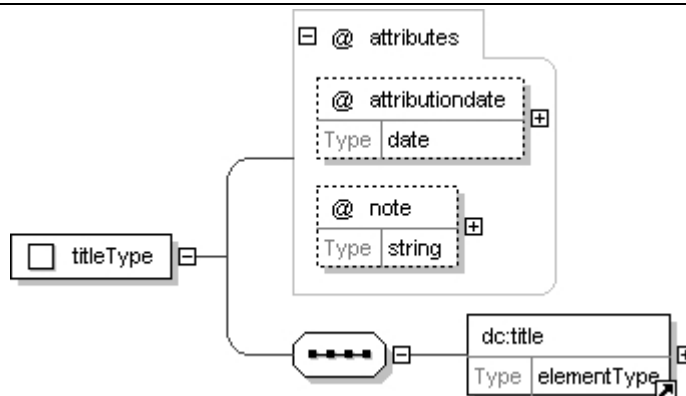 @ attributes
@ attributiondate
Type date
@ note
Type string
titleType
dc:title
Type elementType